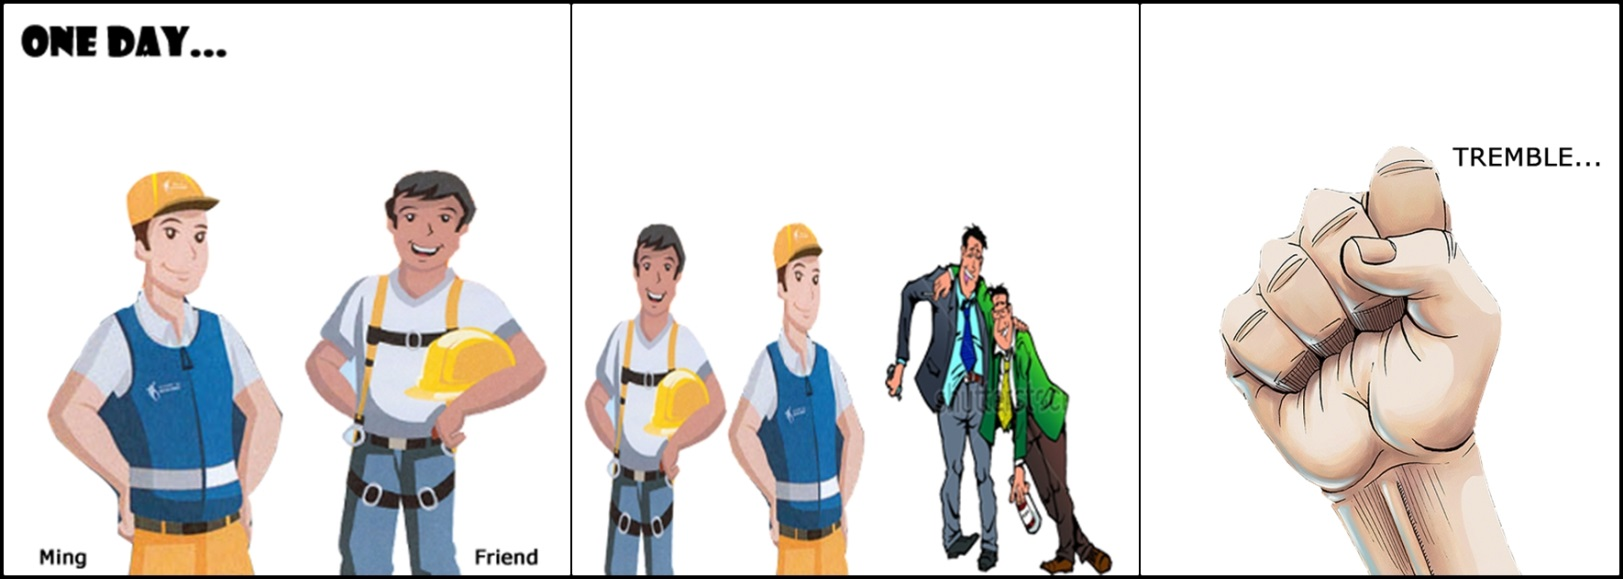 ONE DAY...
Ming
Friend
TREMBLE...